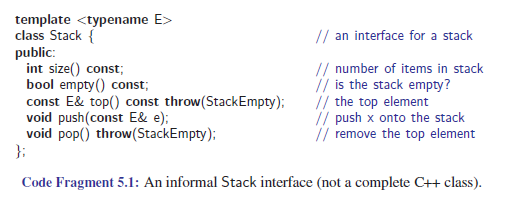 template <typename E>
class Stack { // an interface for a stack
public:
int size() const; // number of items in stack
bool empty() const; // is the stack empty?
const E& top() const throw(StackEmpty); // the top element
void push(const E& e); // push x onto the stack
void pop() throw(StackEmpty); // remove the top element
};
Code Fragment 5.1: An informal Stack interface (not a complete C++ class).